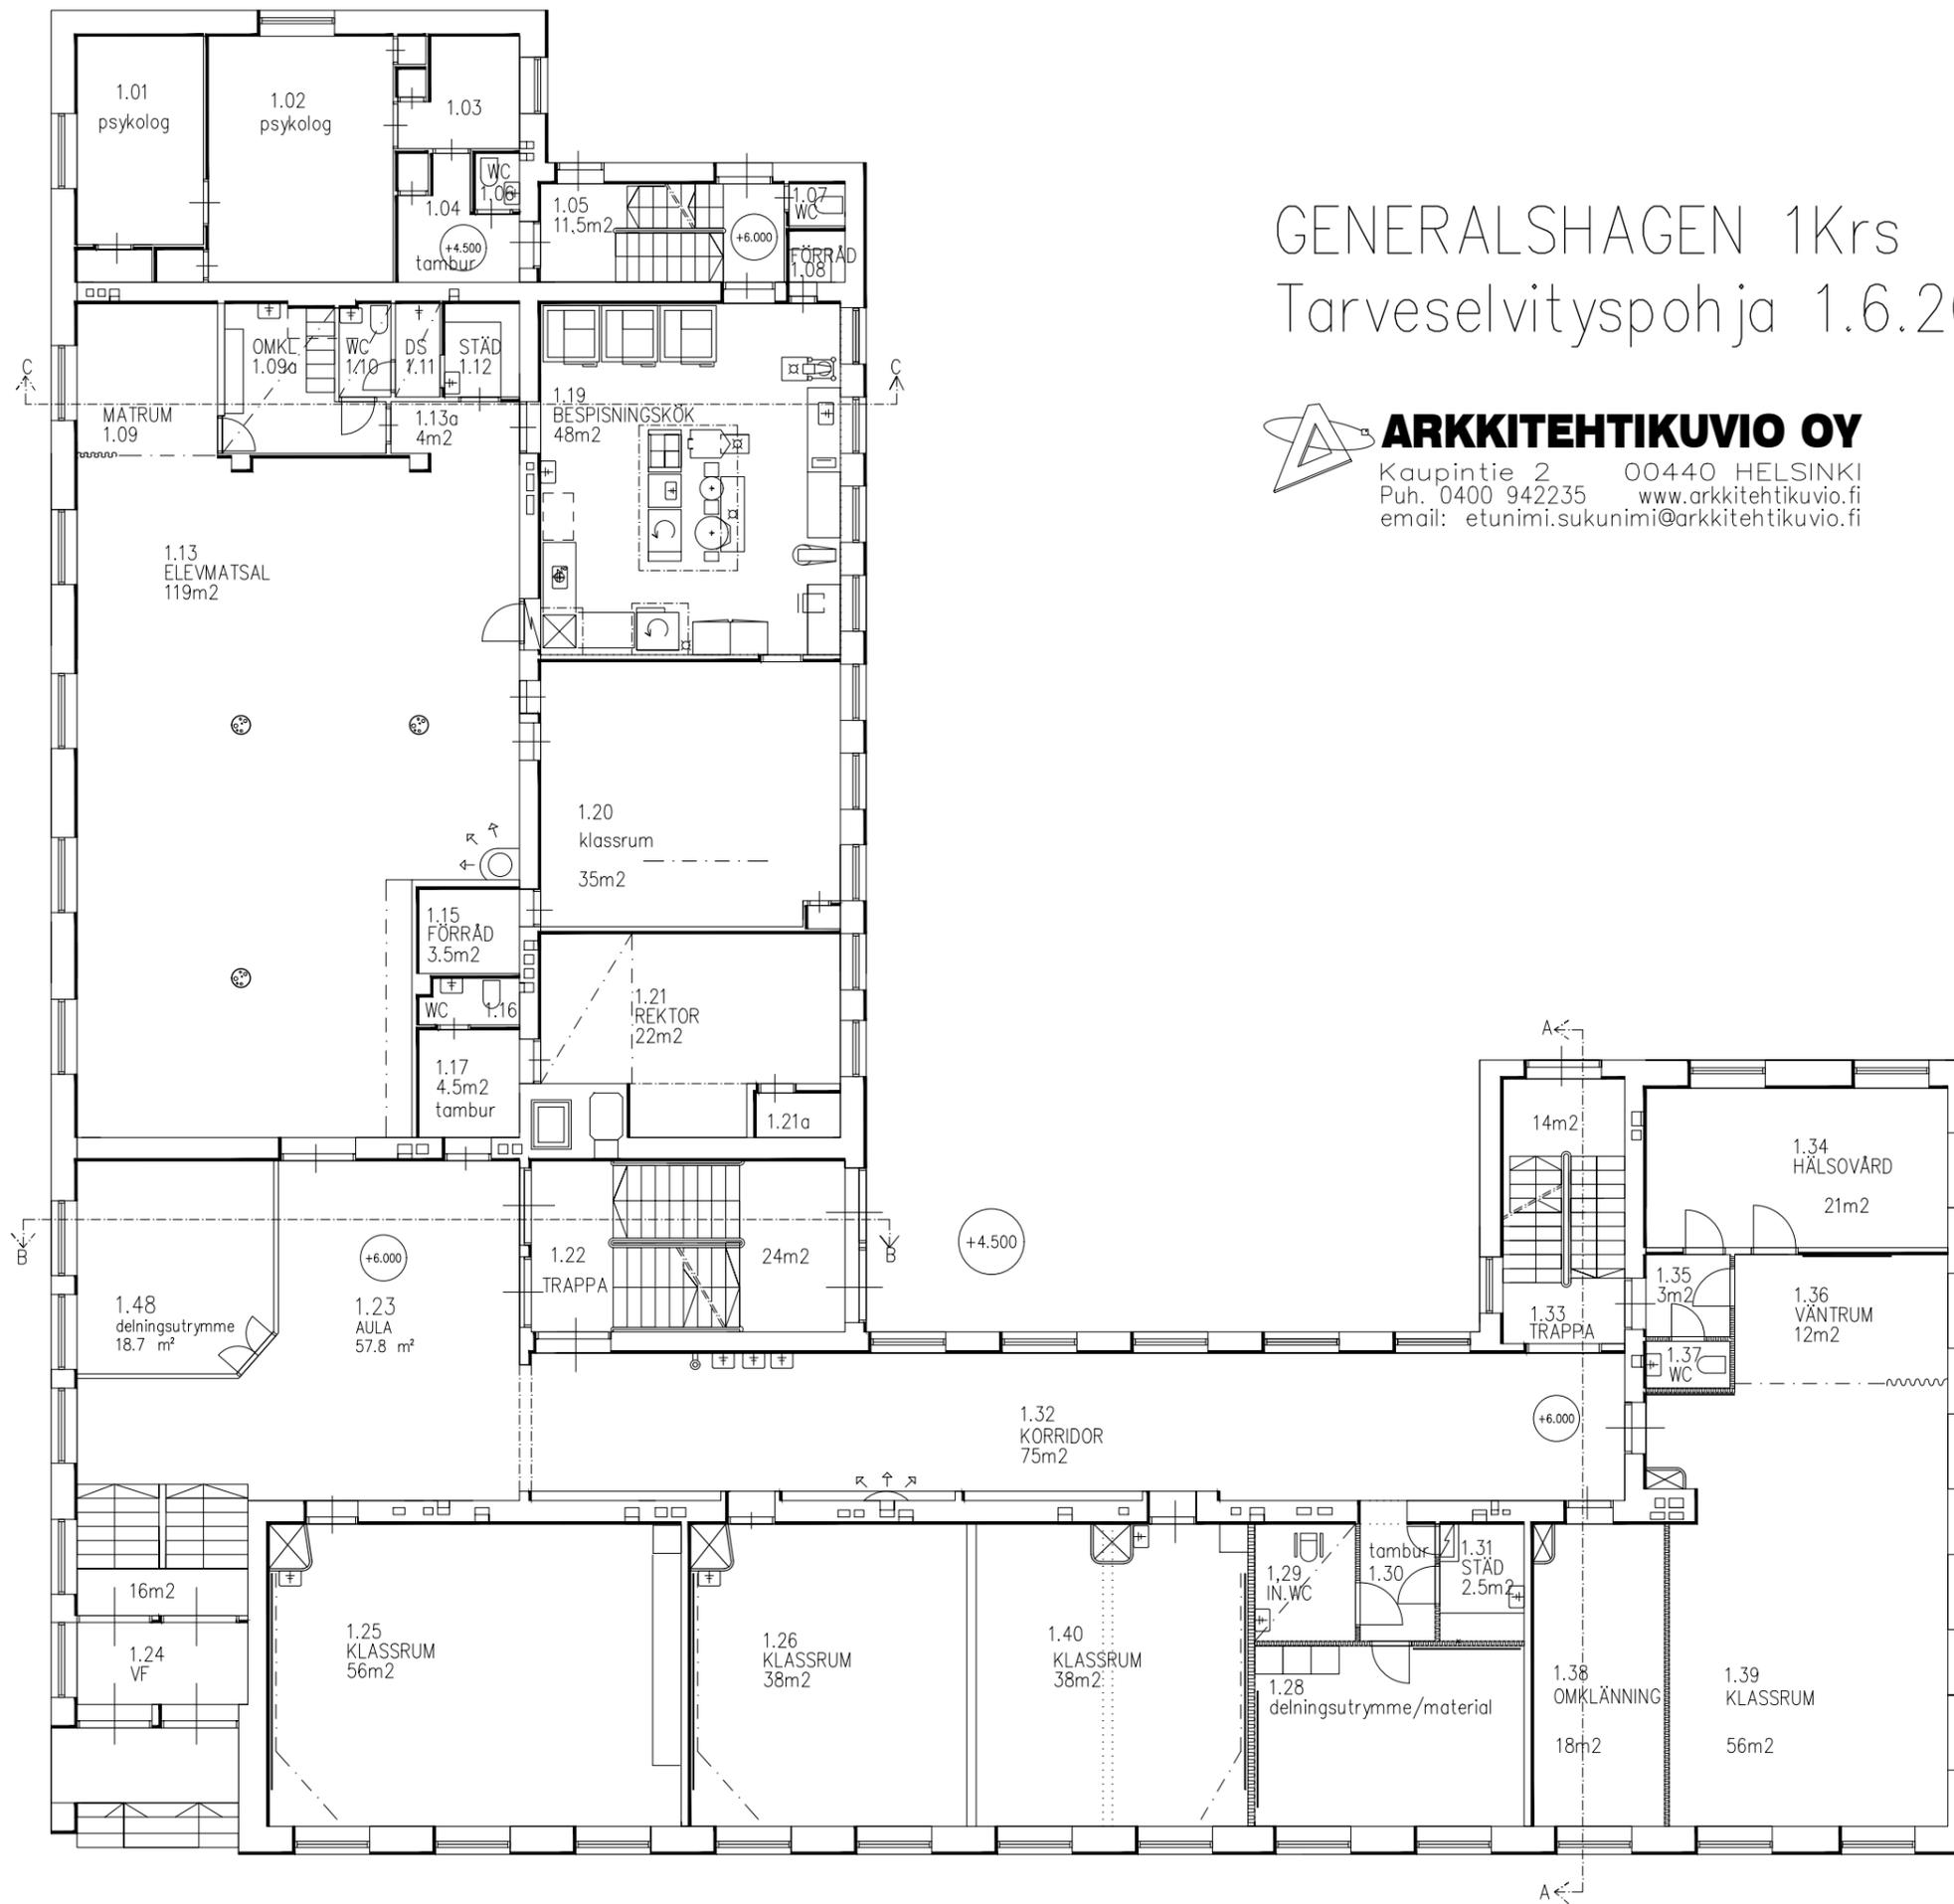 GENERALSHAGEN 1Krs
Tarveselvityspohja 1.6.2
ARKKITEHTIKUVIO OY
Kaupintie 2 00440 HELSINKI
Puh. 0400 942235 www.arkkitehtikuvio.fi
email: etunimi.sukunimi@arkkitehtikuvio.fi
1.01
psykolog
1.02
psykolog
1.03
WC
1.06
1.04
+4.500
tambur
1.05
11.5m2
+6.000
1.07
WC
FÖRRÅD
1.08
C
C
MATRUM
1.09
OMKL.
1.09a
WC
1.10
DS
1.11
STÄD
1.12
1.13a
4m2
1.19
BESPISNINGSKÖK
48m2
1.13
ELEVMATSAL
119m2
1.20
klassrum
35m2
1.15
FÖRRÅD
3.5m2
WC 1.16
1.17
4.5m2
tambur
1.21
REKTOR
22m2
1.21a
B
B
1.48
delningsutrymme
18.7 m²
+6.000
1.23
AULA
57.8 m²
1.22
TRAPPA
24m2
+4.500
A
14m2
1.33
TRAPPA
1.34
HÄLSOVÅRD
21m2
1.35
3m2
1.36
VÄNTRUM
12m2
1.37
WC
1.32
KORRIDOR
75m2
+6.000
16m2
1.24
VF
1.25
KLASSRUM
56m2
1.26
KLASSRUM
38m2
1.40
KLASSRUM
38m2
1,29
IN.WC
tambur
1.30
1.31
STÄD
2.5m2
1.28
delningsutrymme/material
1.38
OMKLÄNNING
18m2
1.39
KLASSRUM
56m2
A